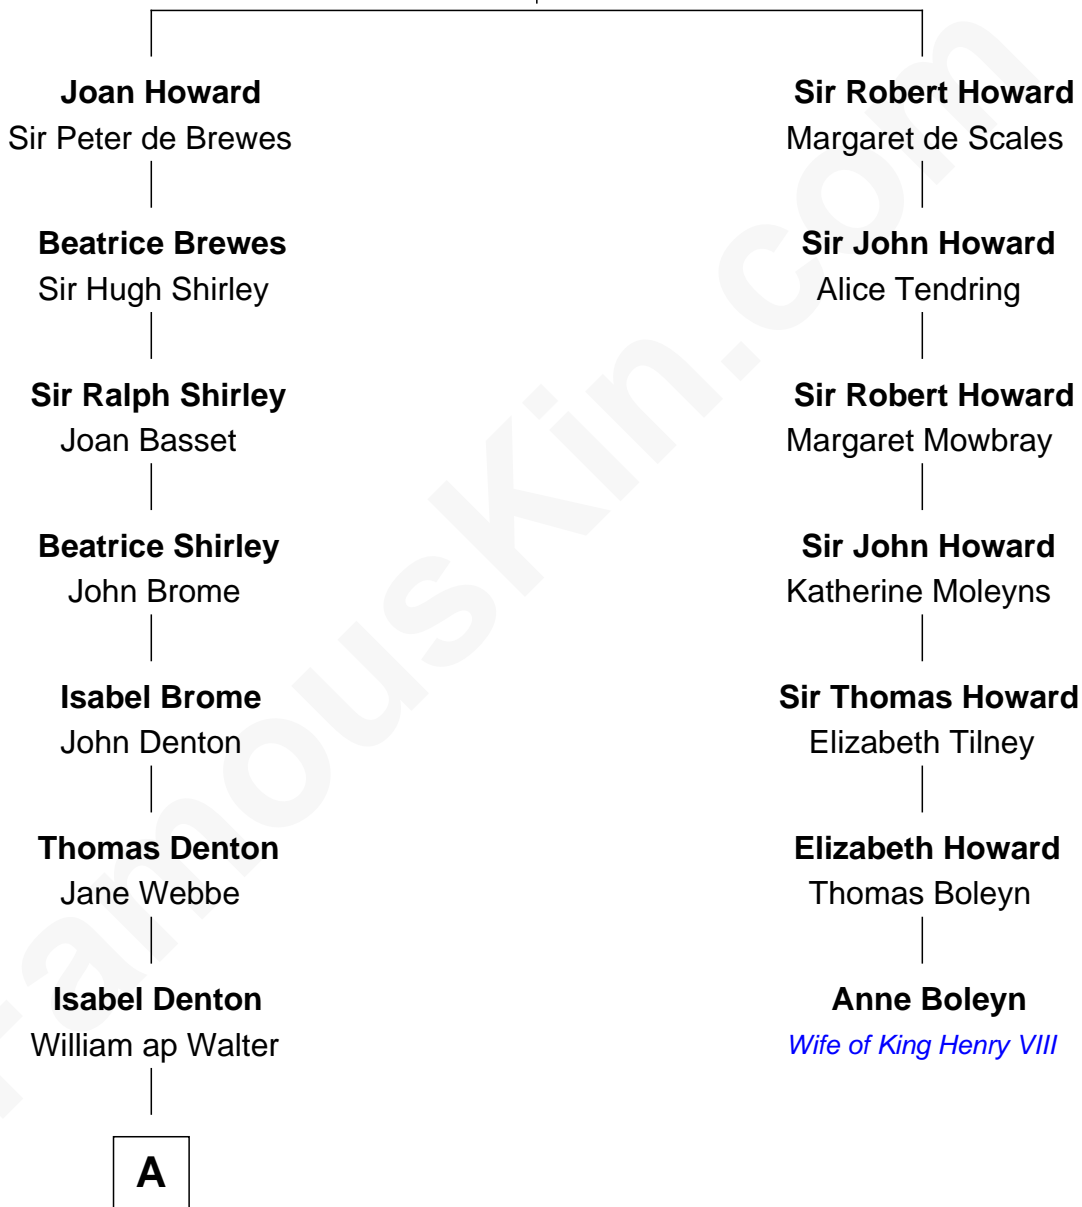 Joan Howard
Sir Peter de Brewes
Beatrice Brewes
Sir Hugh Shirley
Sir Ralph Shirley
Joan Basset
Beatrice Shirley
John Brome
Isabel Brome
John Denton
Thomas Denton
Jane Webbe
Isabel Denton
William ap Walter
A
Sir Robert Howard
Margaret de Scales
Sir John Howard
Alice Tendring
Sir Robert Howard
Margaret Mowbray
Sir John Howard
Katherine Moleyns
Sir Thomas Howard
Elizabeth Tilney
Elizabeth Howard
Thomas Boleyn
Anne Boleyn
Wife of King Henry VIII
FamousKin.com